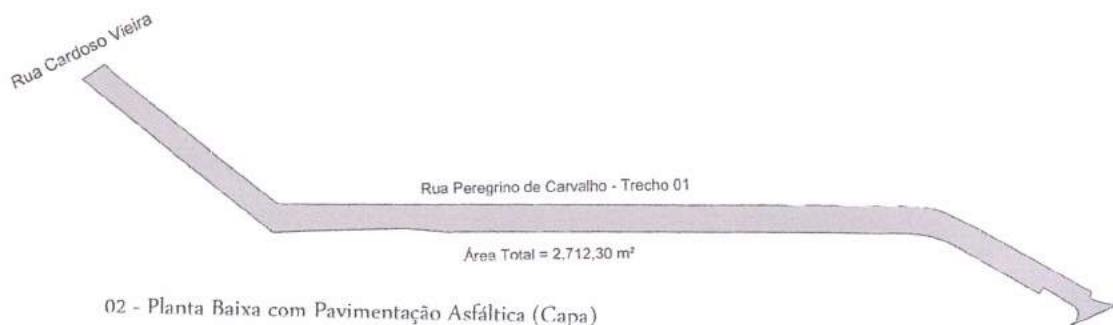 Rua Cardoso Vieira
Rua Peregrino de Carvalho - Trecho 01
Área Total = 2.712,30 m²
02 - Planta Baixa com Pavimentação Asfáltica (Capa)